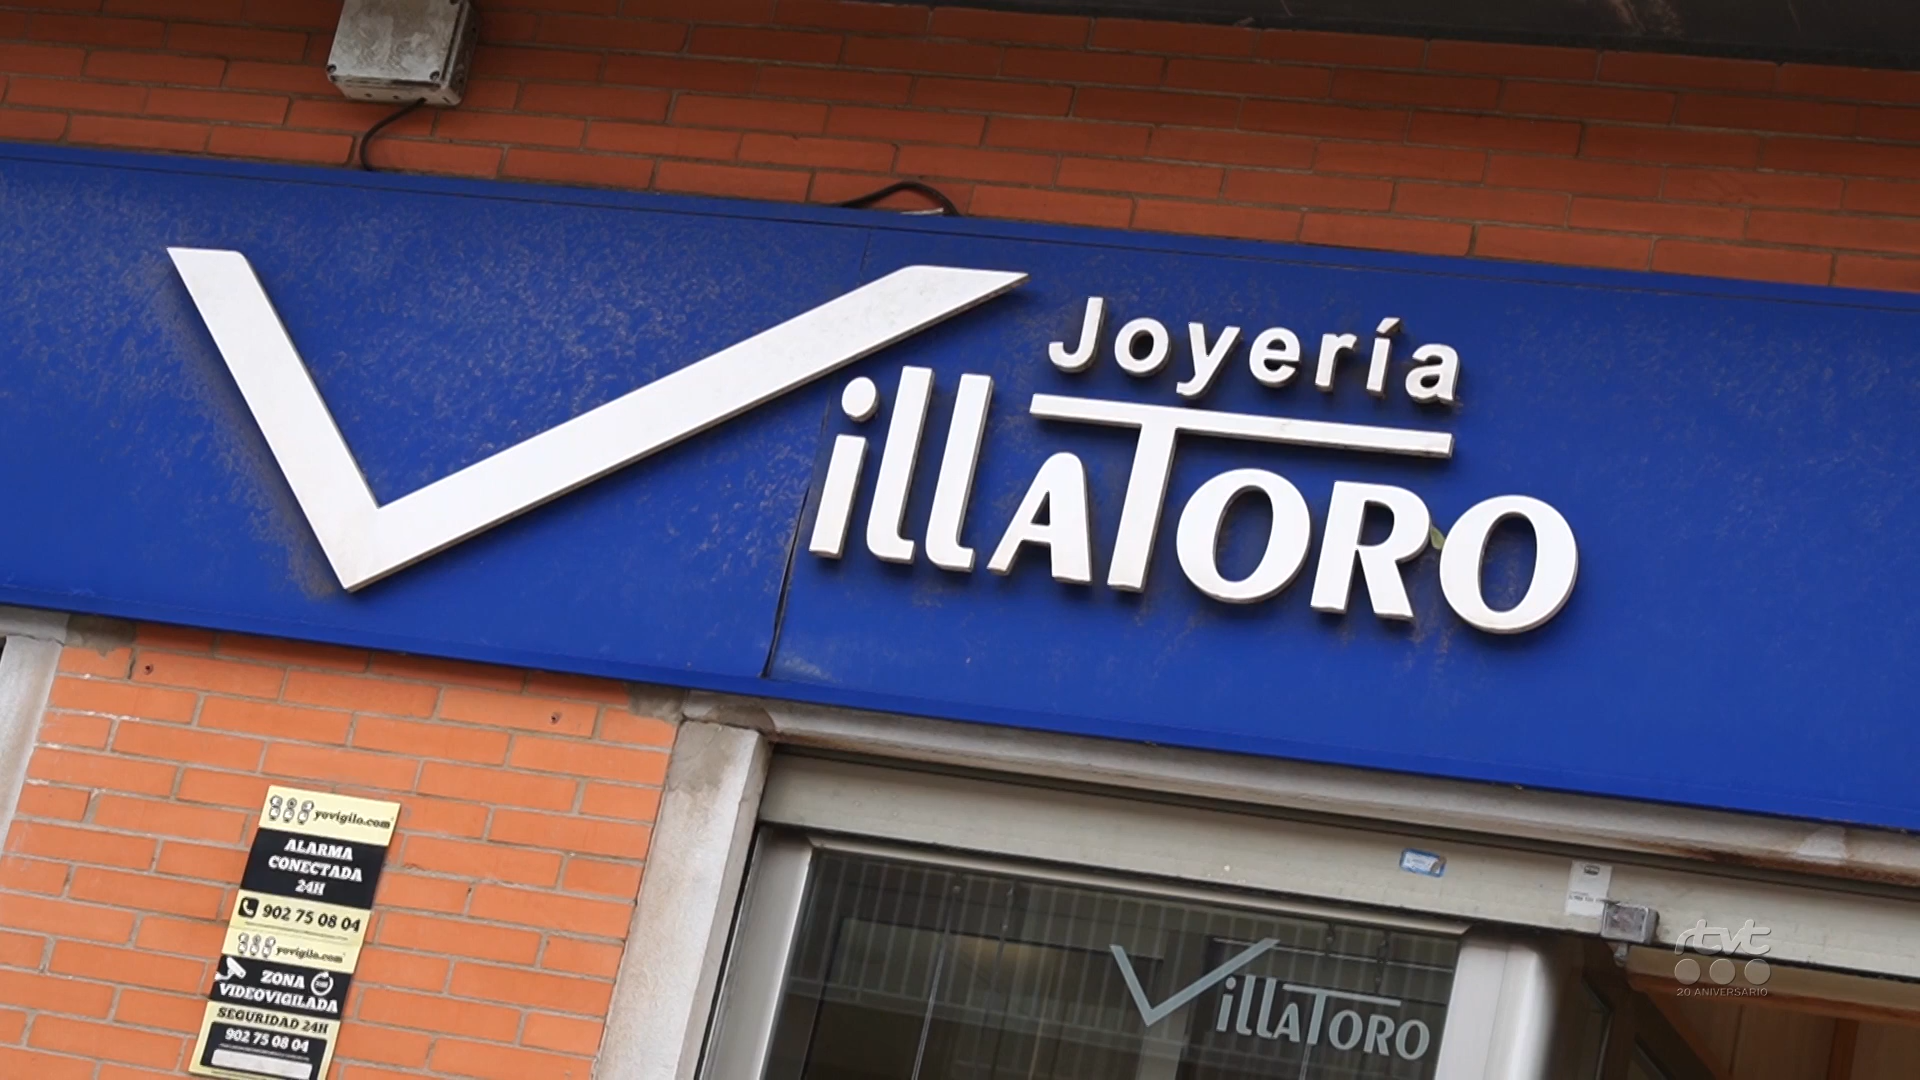 Joyería
VillaToro
yovigilo.com
ALARMA
CONECTADA
24H
902 75 08 04
yovigilo.com
ZONA
VIDEOVIGILADA
SEGURIDAD 24H
902 75 08 04
VillaToro
rtvt
20 ANIVERSARIO